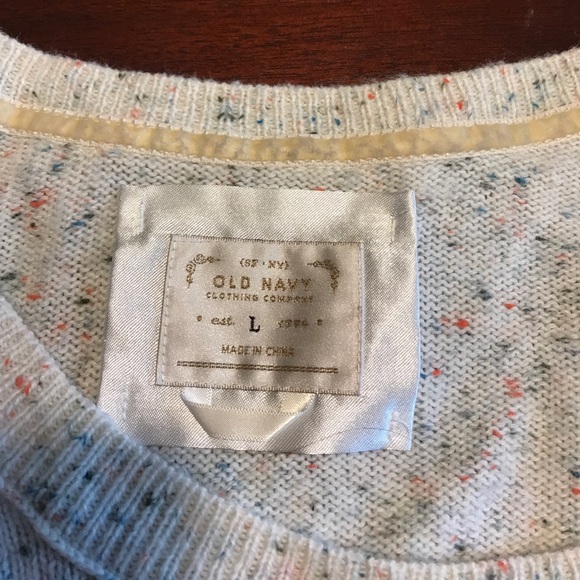 {SF · NY}
OLD NAVY
CLOTHING COMPANY
est. L 1994
MADE IN CHINA